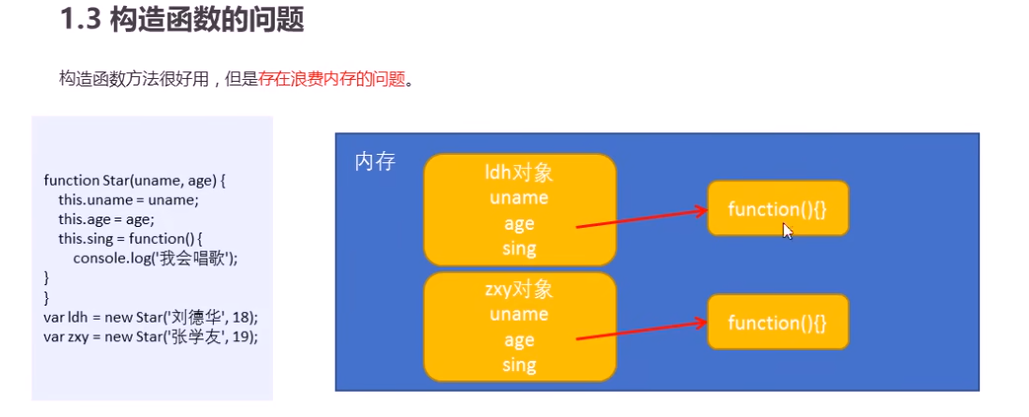 1.3 构造函数的问题
构造函数方法很好用，但是存在浪费内存的问题。
function Star(uname, age) {
this.uname = uname;
this.age = age;
this.sing = function() {
console.log('我会唱歌');
}
}
var ldh = new Star('刘德华', 18);
var zxy = new Star('张学友', 19);
内存
ldh对象
uname
age
sing
function(){}
zxy对象
uname
age
sing
function(){}